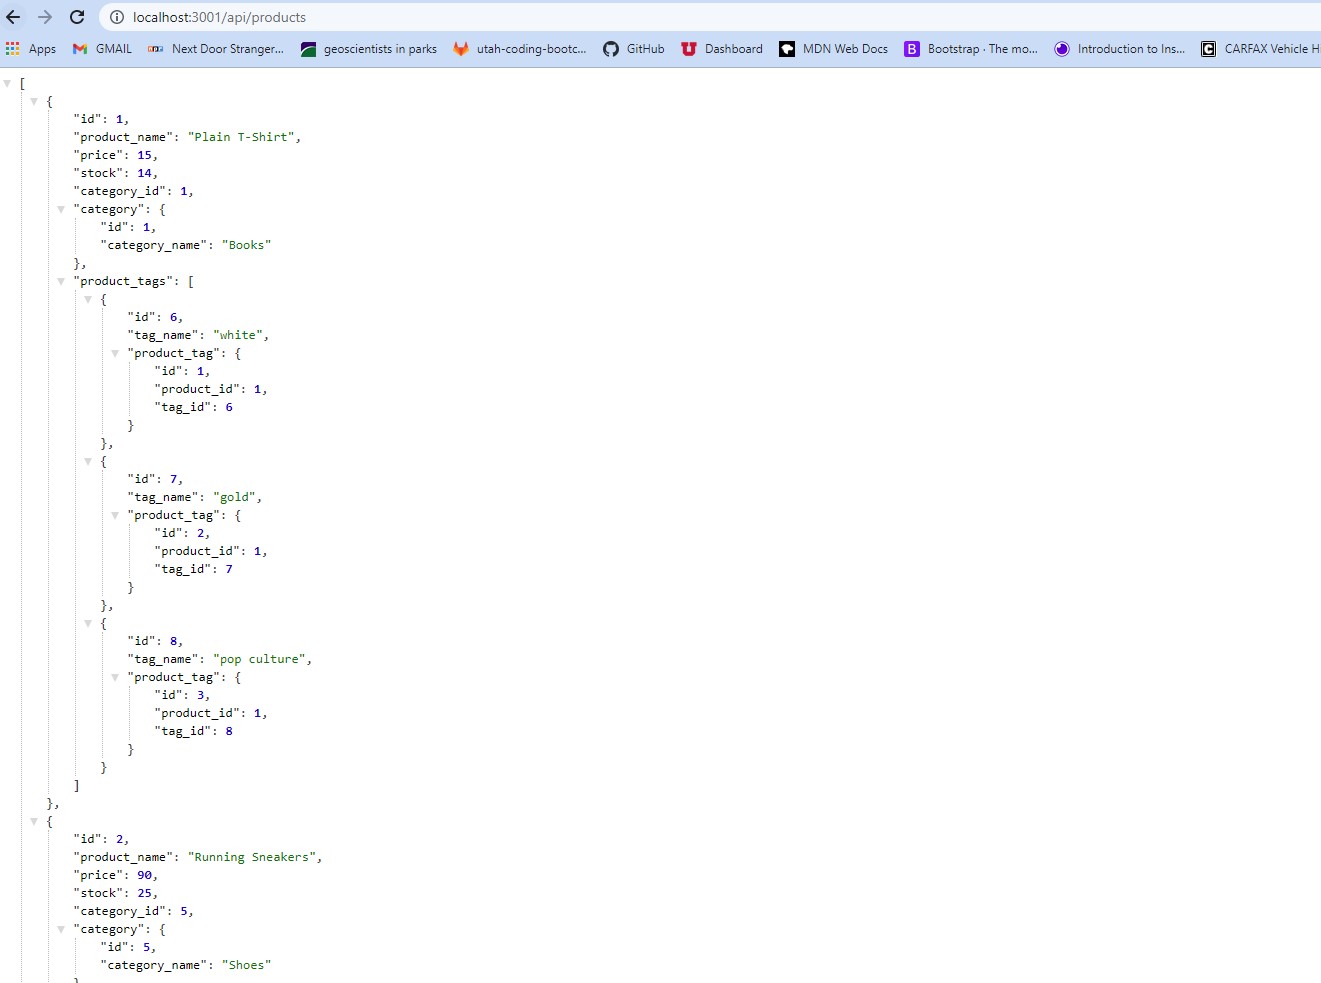 localhost:3001/api/products
Apps GMAIL Next Door Stranger... geoscientists in parks utah-coding-bootc... GitHub Dashboard MDN Web Docs Bootstrap · The mo... Introduction to Ins... CARFAX Vehicle H
[
{
"id": 1,
"product_name": "Plain T-Shirt",
"price": 15,
"stock": 14,
"category_id": 1,
"category": {
"id": 1,
"category_name": "Books"
},
"product_tags": [
{
"id": 6,
"tag_name": "white",
"product_tag": {
"id": 1,
"product_id": 1,
"tag_id": 6
}
},
{
"id": 7,
"tag_name": "gold",
"product_tag": {
"id": 2,
"product_id": 1,
"tag_id": 7
}
},
{
"id": 8,
"tag_name": "pop culture",
"product_tag": {
"id": 3,
"product_id": 1,
"tag_id": 8
}
}
]
},
{
"id": 2,
"product_name": "Running Sneakers",
"price": 90,
"stock": 25,
"category_id": 5,
"category": {
"id": 5,
"category_name": "Shoes"